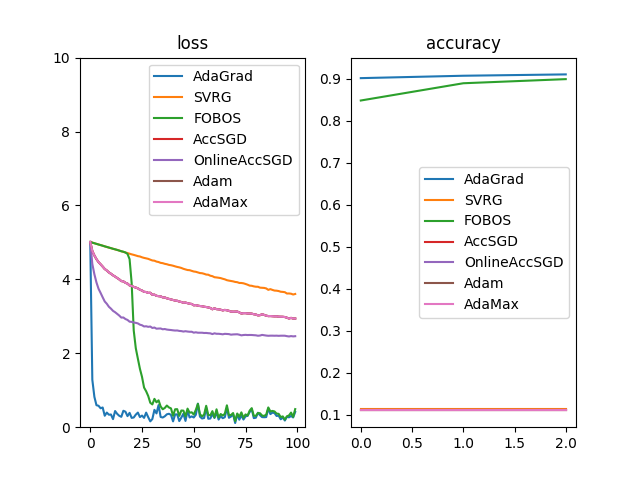 loss
accuracy
10
8
6
4
2
0
0
25
50
75
100
AdaGrad
SVRG
FOBOS
AccSGD
OnlineAccSGD
Adam
AdaMax
0.9
0.8
0.7
0.6
0.5
0.4
0.3
0.2
0.1
0.0
0.5
1.0
1.5
2.0
AdaGrad
SVRG
FOBOS
AccSGD
OnlineAccSGD
Adam
AdaMax